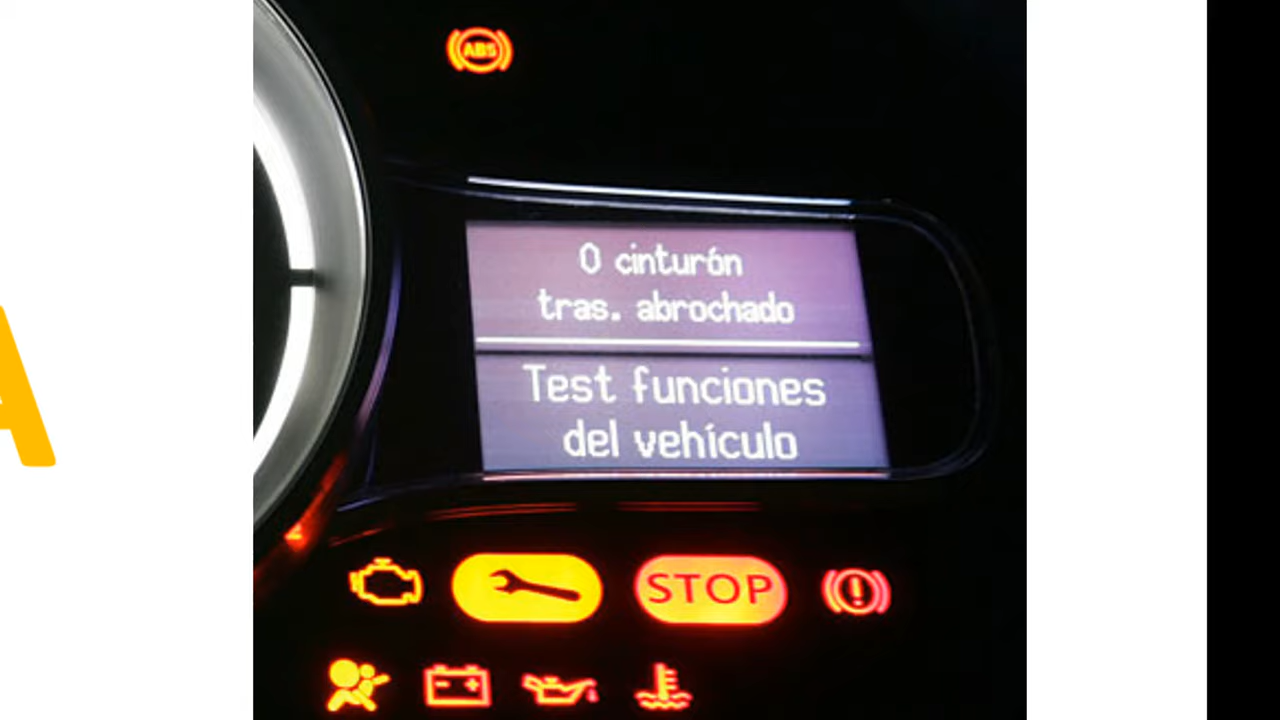 ABS
0 cinturón
tras. abrochado
Test funciones
del vehículo
STOP
A